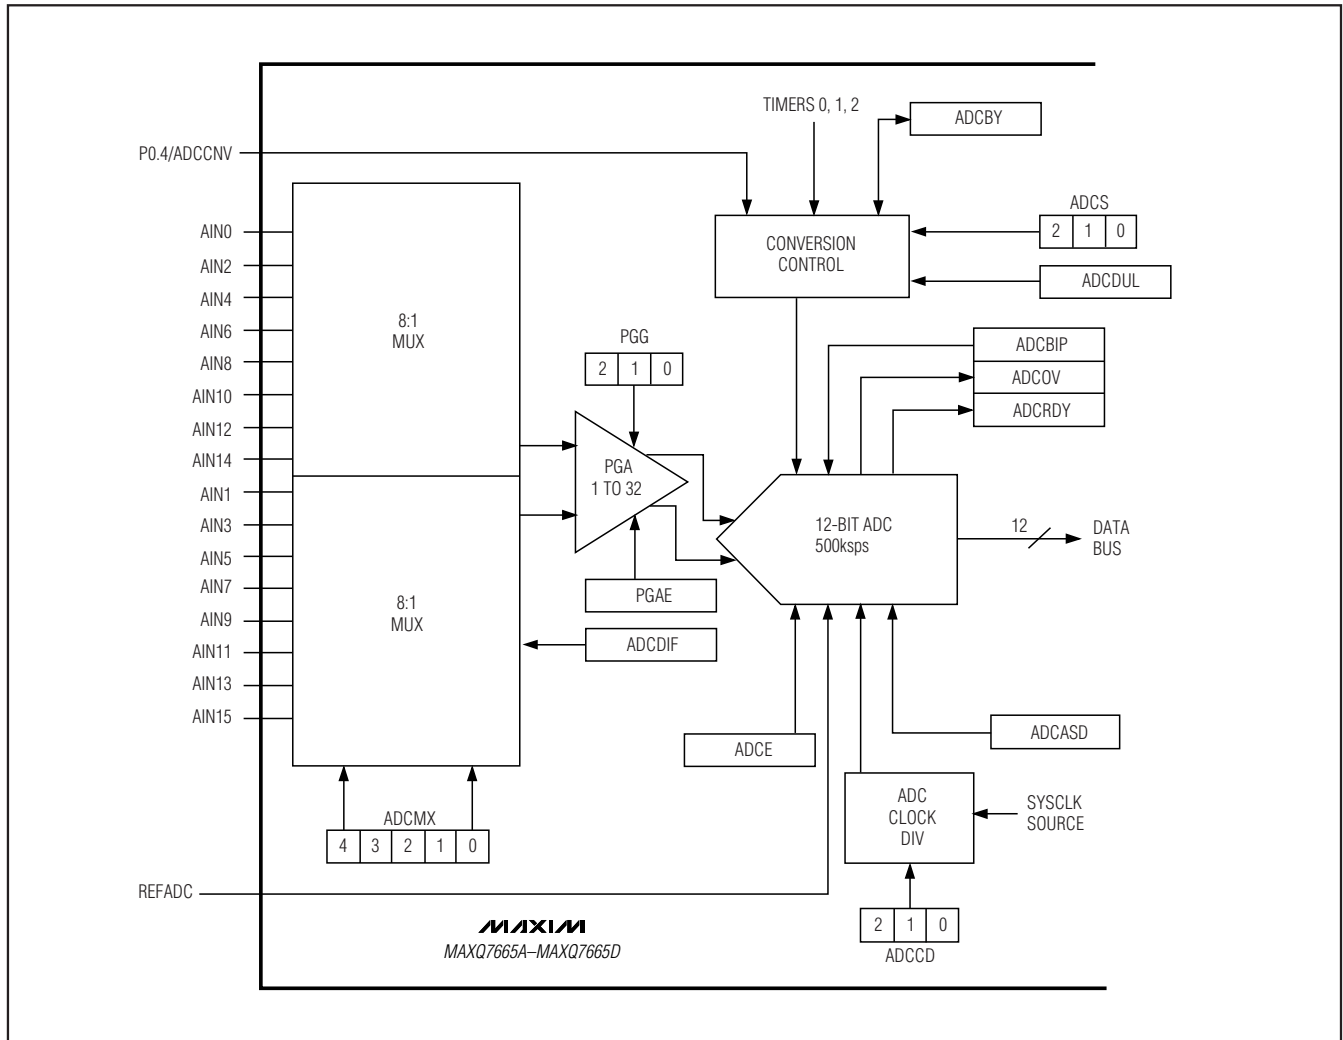 TIMERS 0, 1, 2
ADCBY
P0.4/ADCCNV
ADCS
2 1 0
CONVERSION
CONTROL
ADCDUL
AIN0
AIN2
AIN4
AIN6
AIN8
AIN10
AIN12
AIN14
AIN1
AIN3
AIN5
AIN7
AIN9
AIN11
AIN13
AIN15
8:1
MUX
8:1
MUX
PGG
2 1 0
PGA
1 TO 32
PGAE
ADCDIF
ADCBIP
ADCOV
ADCRDY
12-BIT ADC
500ksps
12
DATA
BUS
ADCE
ADCASD
ADC
CLOCK
DIV
SYSCLK
SOURCE
ADCMX
4 3 2 1 0
REFADC
2 1 0
ADCCD
MAXIM
MAXQ7665A–MAXQ7665D